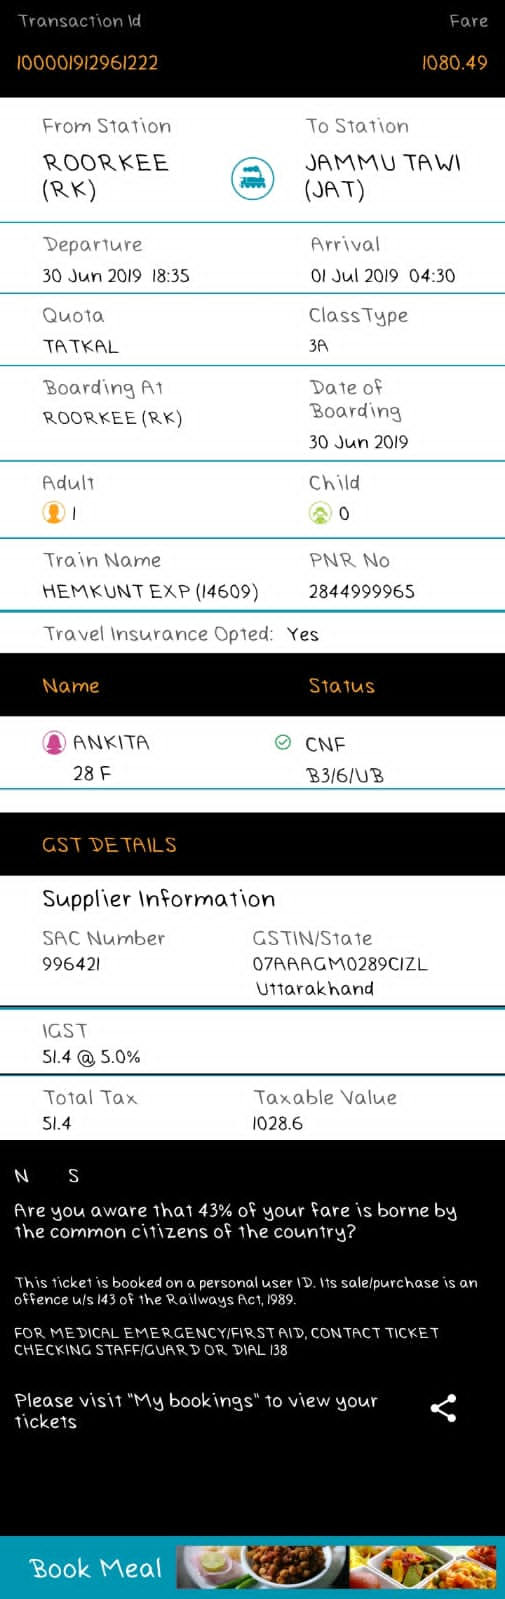 Transaction Id Fare
100001912961222 1080.49
From Station To Station
ROORKEE JAMMU TAWI
(RK) (JAT)
Departure Arrival
30 Jun 2019 18:35 01 Jul 2019 04:30
Quota ClassType
TATKAL 3A
Boarding At Date of
Boarding
ROORKEE (RK)
30 Jun 2019
Adult Child
1 0
Train Name PNR No
HEMKUNT EXP (14609) 2844999965
Travel Insurance Opted: Yes
Name Status
ANKITA CNF
28 F B3/6/UB
GST DETAILS
Supplier Information
SAC Number GSTIN/State
996421 07AAAGM0289C1ZL
Uttarakhand
IGST
51.4 @ 5.0%
Total Tax Taxable Value
51.4 1028.6
N S
Are you aware that 43% of your fare is borne by
the common citizens of the country?
This ticket is booked on a personal user ID. Its sale/purchase is an
offence u/s 143 of the Railways Act, 1989.
FOR MEDICAL EMERGENCY/FIRST AID, CONTACT TICKET
CHECKING STAFF/GUARD OR DIAL 138
Please visit "My bookings" to view your
tickets
Book Meal